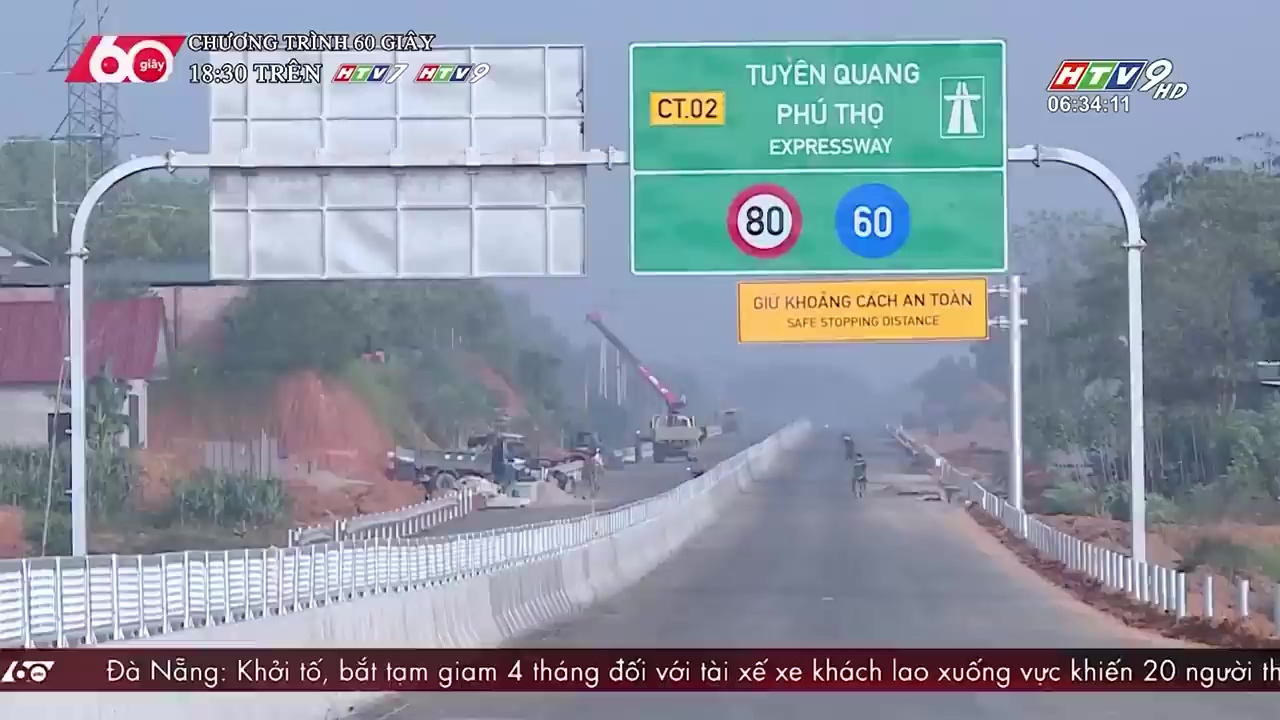 60 giây
CHƯƠNG TRÌNH 60 GIÂY
18:30 TRÊN HTV7 HTV9
HTV9 HD
06:34:11
TUYÊN QUANG
CT.02
PHÚ THỌ
EXPRESSWAY
80 60
GIỮ KHOẢNG CÁCH AN TOÀN
SAFE STOPPING DISTANCE
60 giây Đà Nẵng: Khởi tố, bắt tạm giam 4 tháng đối với tài xế xe khách lao xuống vực khiến 20 người th